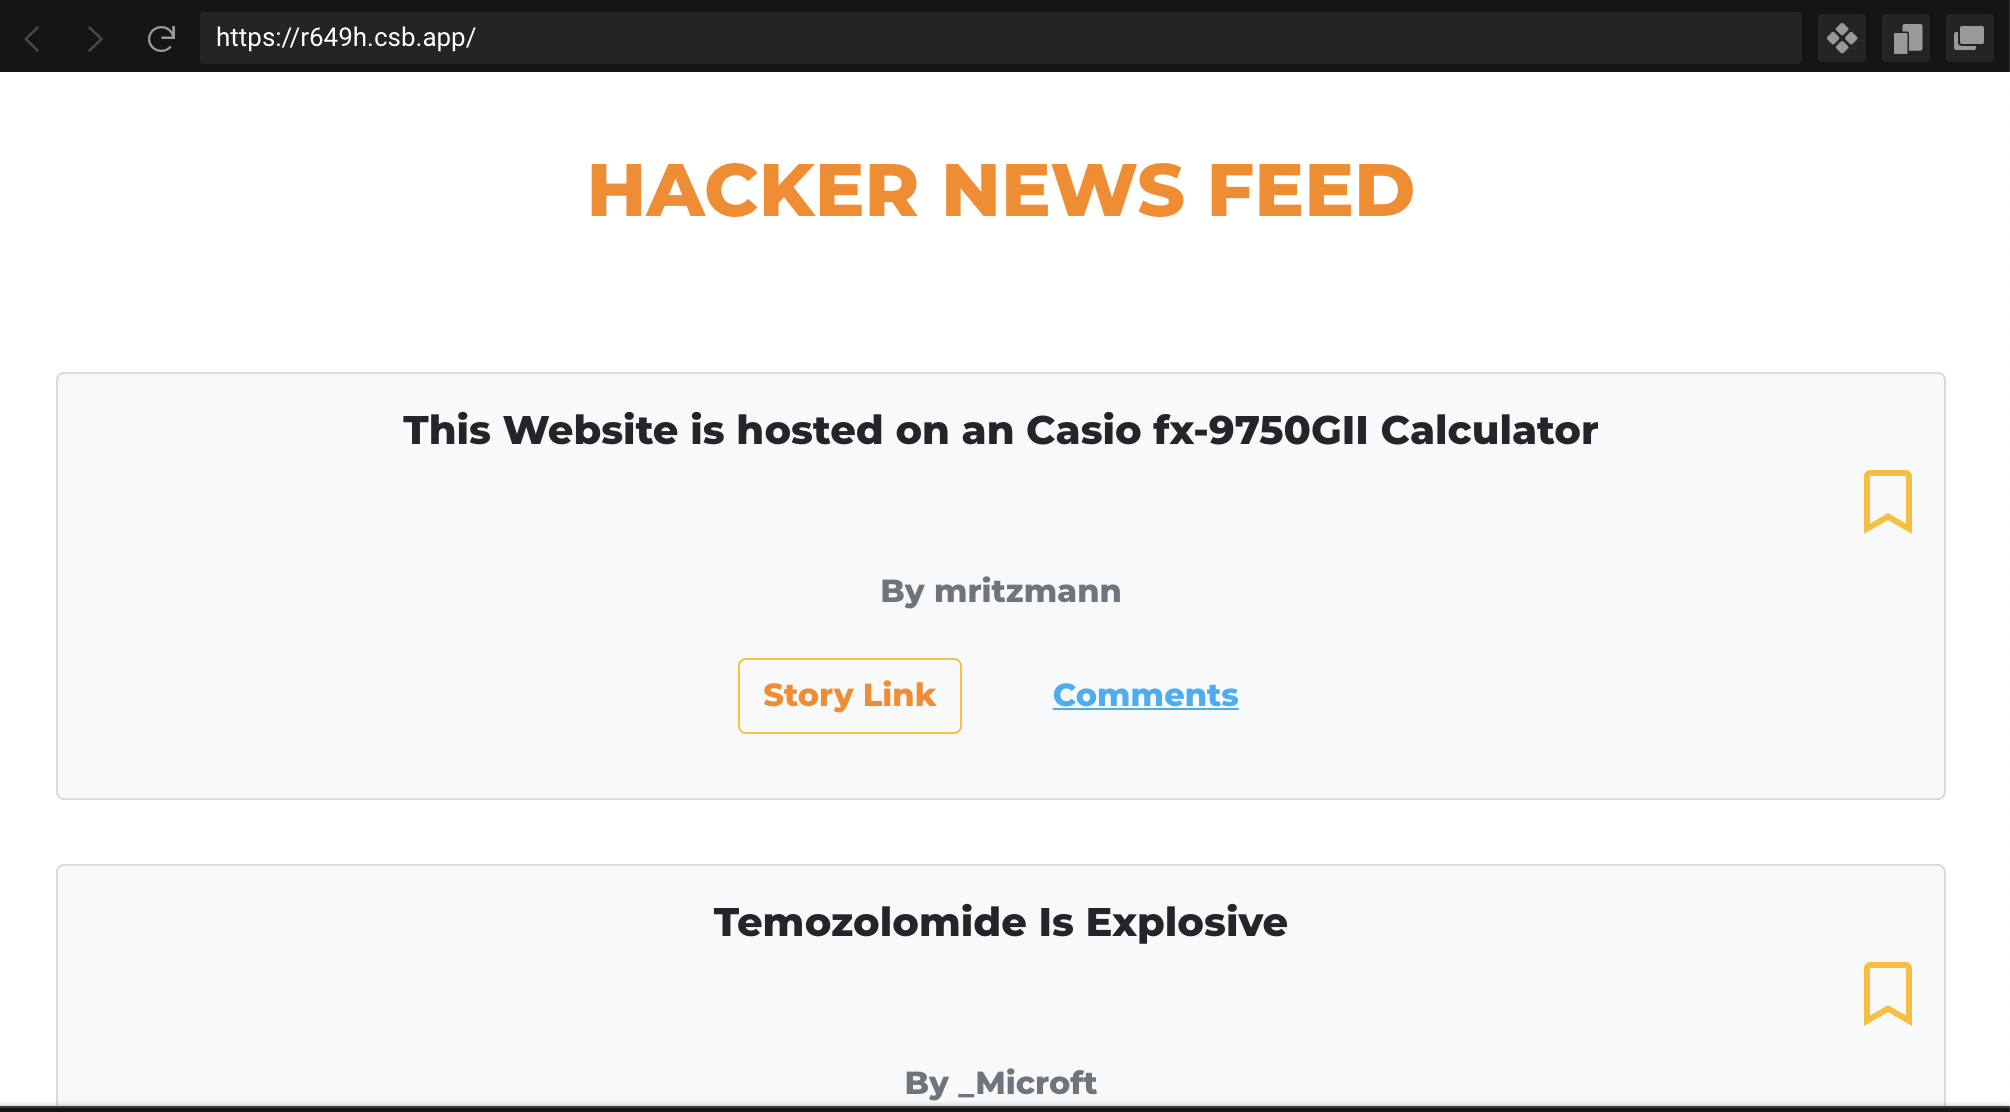 https://r649h.csb.app/
HACKER NEWS FEED
This Website is hosted on an Casio fx-9750GII Calculator
By mritzmann
Story Link
Comments
Temozolomide Is Explosive
By _Microft